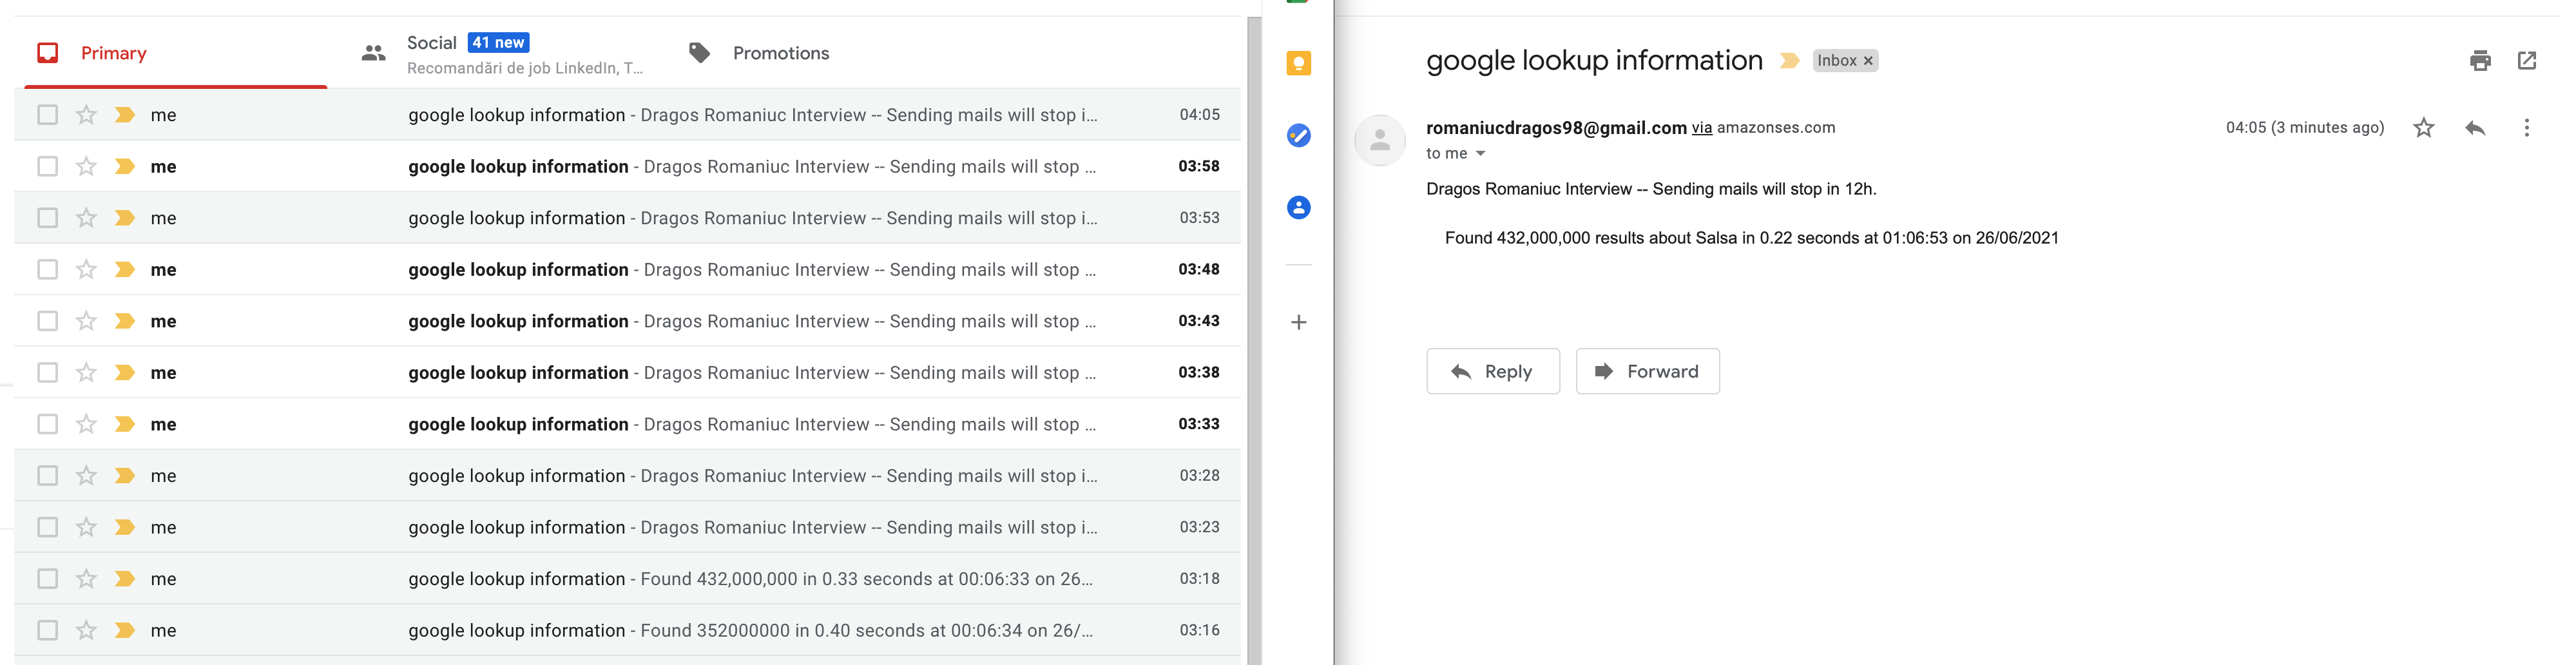 Primary
Social 41 new
Recomandări de job LinkedIn, T...
Promotions
me google lookup information - Dragos Romaniuc Interview -- Sending mails will stop i... 04:05
me google lookup information - Dragos Romaniuc Interview -- Sending mails will stop ... 03:58
me google lookup information - Dragos Romaniuc Interview -- Sending mails will stop i... 03:53
me google lookup information - Dragos Romaniuc Interview -- Sending mails will stop ... 03:48
me google lookup information - Dragos Romaniuc Interview -- Sending mails will stop ... 03:43
me google lookup information - Dragos Romaniuc Interview -- Sending mails will stop ... 03:38
me google lookup information - Dragos Romaniuc Interview -- Sending mails will stop ... 03:33
me google lookup information - Dragos Romaniuc Interview -- Sending mails will stop i... 03:28
me google lookup information - Dragos Romaniuc Interview -- Sending mails will stop i... 03:23
me google lookup information - Found 432,000,000 in 0.33 seconds at 00:06:33 on 26... 03:18
me google lookup information - Found 352000000 in 0.40 seconds at 00:06:34 on 26/... 03:16
google lookup information Inbox ×
romaniucdragos98@gmail.com via amazonses.com 04:05 (3 minutes ago)
to me
Dragos Romaniuc Interview -- Sending mails will stop in 12h.
Found 432,000,000 results about Salsa in 0.22 seconds at 01:06:53 on 26/06/2021
Reply
Forward